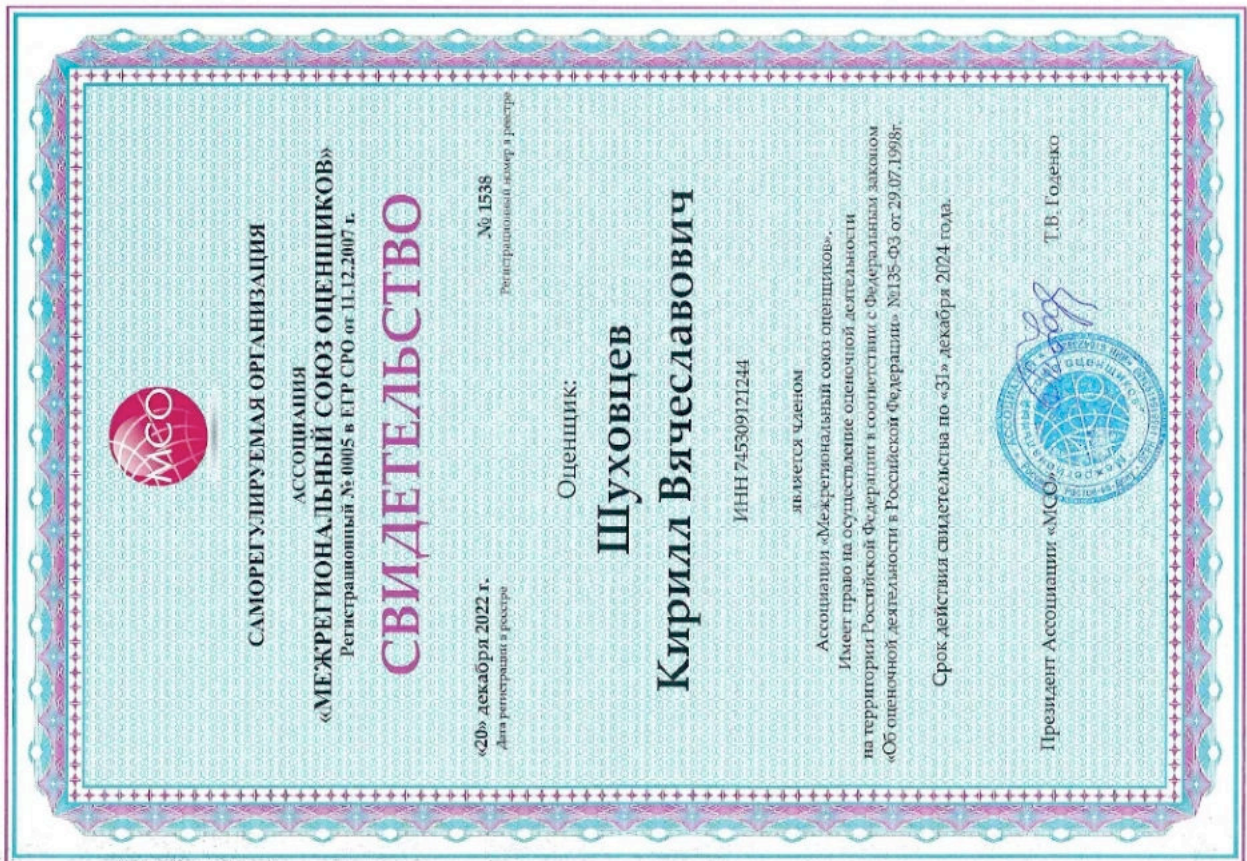 МСО
САМОРЕГУЛИРУЕМАЯ ОРГАНИЗАЦИЯ
АССОЦИАЦИЯ
«МЕЖРЕГИОНАЛЬНЫЙ СОЮЗ ОЦЕНЩИКОВ»
Регистрационный № 0005 в ЕГР СРО от 11.12.2007 г.
СВИДЕТЕЛЬСТВО
«20» декабря 2022 г. № 1538
Дата регистрации в реестре Регистрационный номер в реестре
Оценщик:
Шуховцев
Кирилл Вячеславович
ИНН 745309121244
является членом
Ассоциации «Межрегиональный союз оценщиков».
Имеет право на осуществление оценочной деятельности
на территории Российской Федерации в соответствии с Федеральным законом
«Об оценочной деятельности в Российской Федерации» №135-ФЗ от 29.07.1998г.
Срок действия свидетельства по «31» декабря 2024 года.
Президент Ассоциации «МСО» Т.В. Годенко